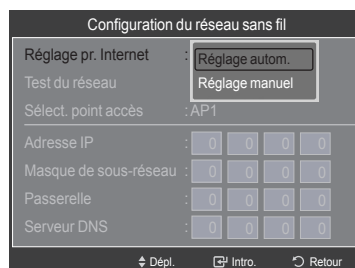 Configuration du réseau sans fil
Réglage pr. Internet : Réglage autom.
Test du réseau Réglage manuel
Sélect. point accès : AP1
Adresse IP : 0 0 0 0
Masque de sous-réseau : 0 0 0 0
Passerelle : 0 0 0 0
Serveur DNS : 0 0 0 0
Dépl. Intro. Retour